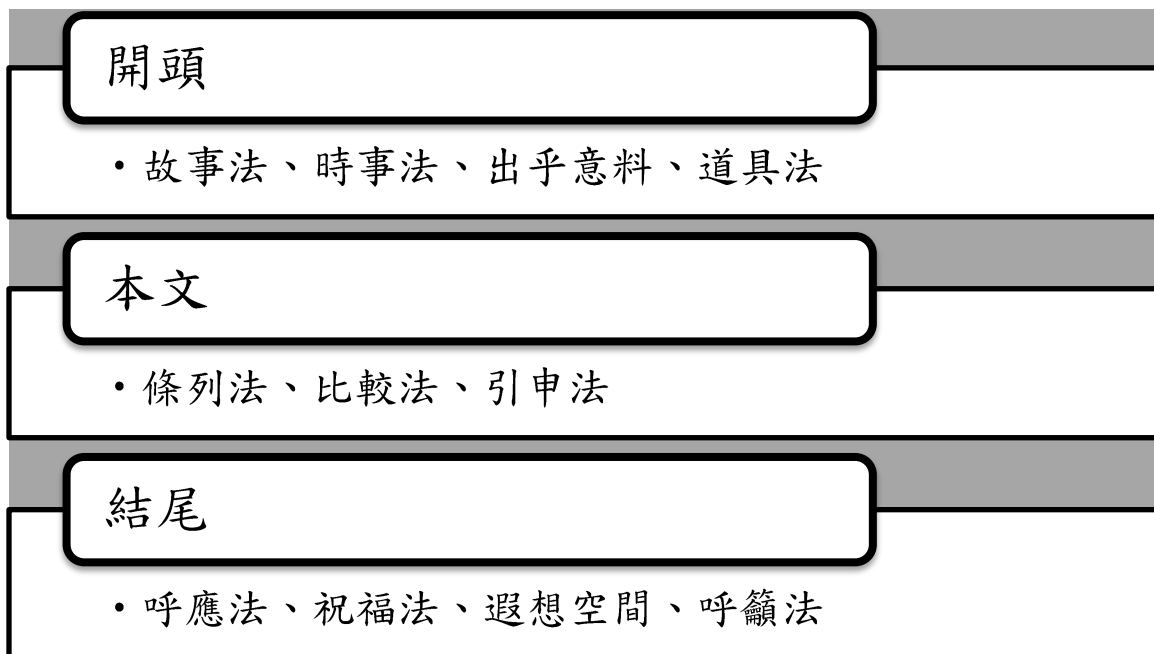 開頭
•故事法、時事法、出乎意料、道具法
本文
•條列法、比較法、引申法
結尾
•呼應法、祝福法、遐想空間、呼籲法